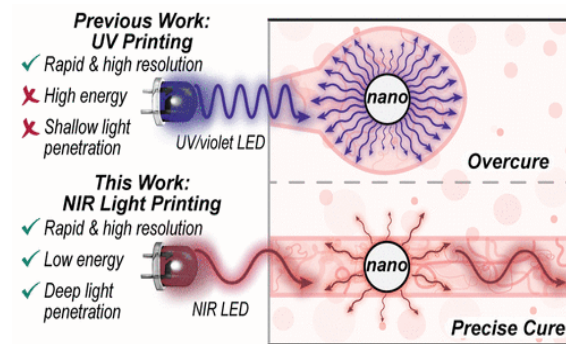 Previous Work:
UV Printing
Rapid & high resolution
High energy
Shallow light
penetration
UV/violet LED
nano
Overcure
This Work:
NIR Light Printing
Rapid & high resolution
Low energy
Deep light
penetration
NIR LED
nano
Precise Cure